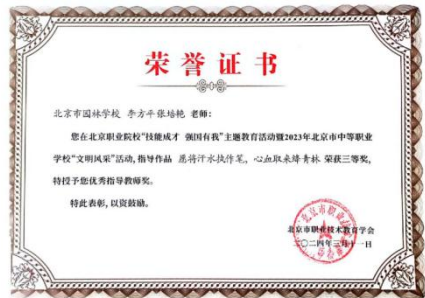 荣誉证书
北京市园林学校 李方平张培艳 老师：
您在北京职业院校“技能成才 强国有我”主题教育活动暨2023年北京市中等职业
学校“文明风采”活动，指导作品 愿将汗水执作笔，心血取来绛青林 荣获三等奖，
特授予您优秀指导教师奖。
特此表彰，以资鼓励。
北京市职业技术教育学会
二〇二四年三月十一日